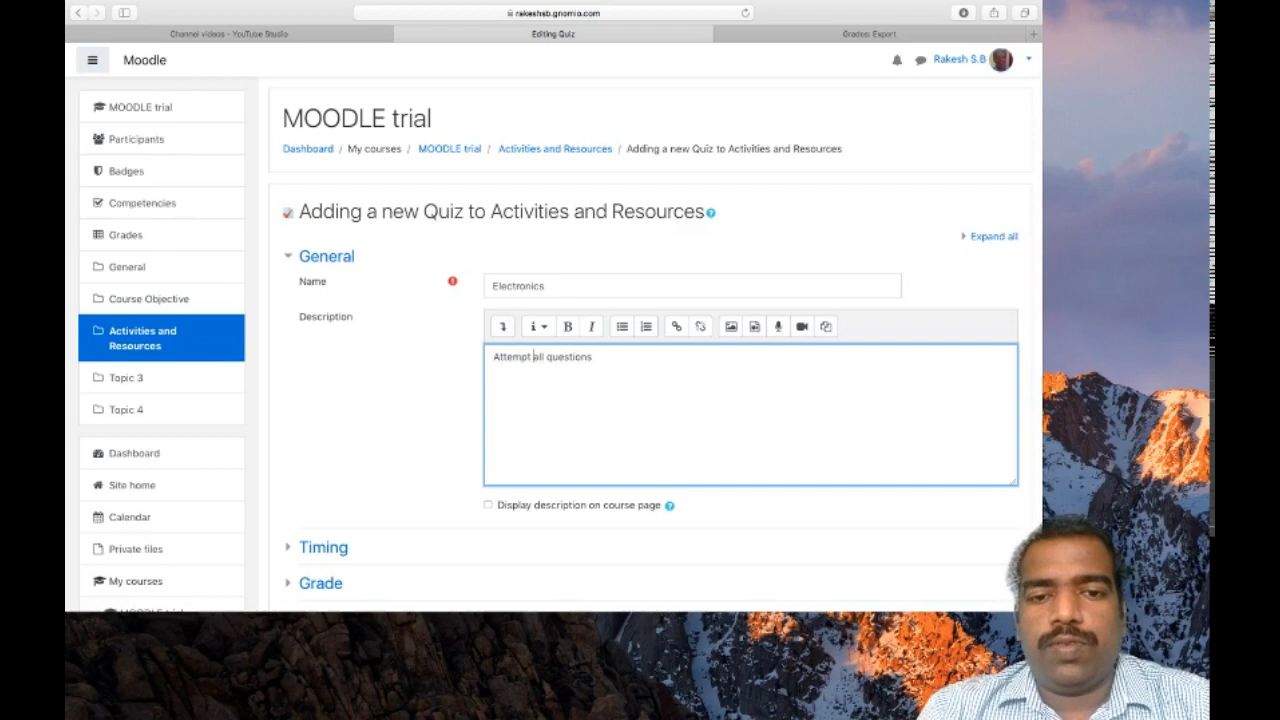 rakeshsb.gnomio.com
Channel videos - YouTube Studio
Editing Quiz
Grades: Export
Moodle
Rakesh S.B
MOODLE trial
Participants
Badges
Competencies
Grades
General
Course Objective
Activities and
Resources
Topic 3
Topic 4
Dashboard
Site home
Calendar
Private files
My courses
MOODLE trial
MOODLE trial
Dashboard / My courses / MOODLE trial / Activities and Resources / Adding a new Quiz to Activities and Resources
Adding a new Quiz to Activities and Resources
Expand all
General
Name
Electronics
Description
Attempt all questions
Display description on course page
Timing
Grade